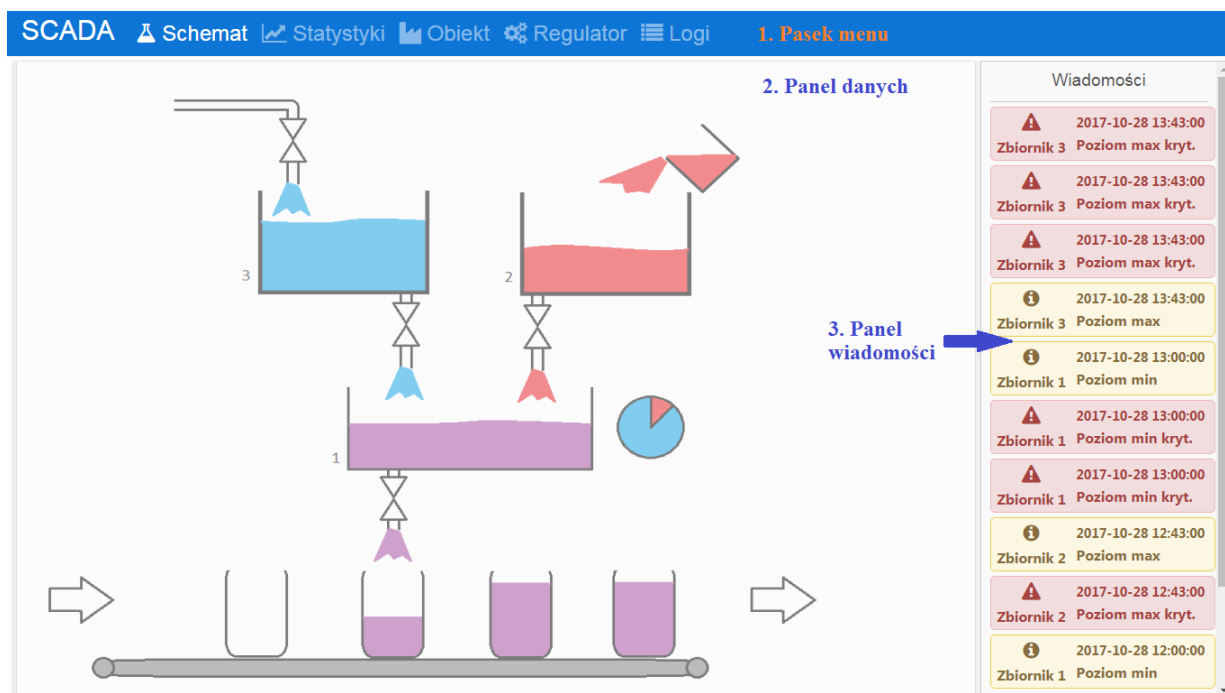 SCADA Schemat Statystyki Obiekt Regulator Logi 1. Pasek menu
2. Panel danych
3
2
1
3. Panel
wiadomości
Wiadomości
2017-10-28 13:43:00
Zbiornik 3 Poziom max kryt.
2017-10-28 13:43:00
Zbiornik 3 Poziom max kryt.
2017-10-28 13:43:00
Zbiornik 3 Poziom max kryt.
2017-10-28 13:43:00
Zbiornik 3 Poziom max
2017-10-28 13:00:00
Zbiornik 1 Poziom min
2017-10-28 13:00:00
Zbiornik 1 Poziom min kryt.
2017-10-28 13:00:00
Zbiornik 1 Poziom min kryt.
2017-10-28 12:43:00
Zbiornik 2 Poziom max
2017-10-28 12:43:00
Zbiornik 2 Poziom max kryt.
2017-10-28 12:00:00
Zbiornik 1 Poziom min